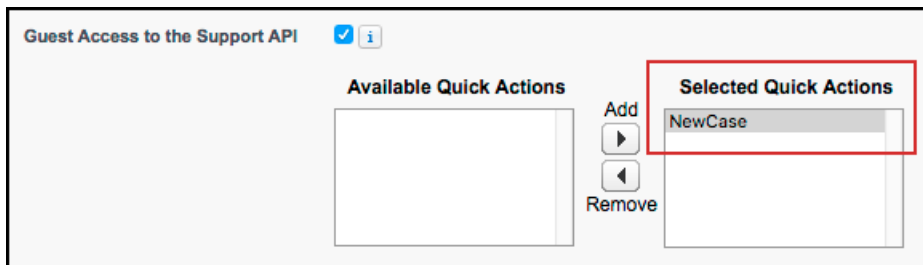 Guest Access to the Support API
i
Available Quick Actions
Add
Remove
Selected Quick Actions
NewCase